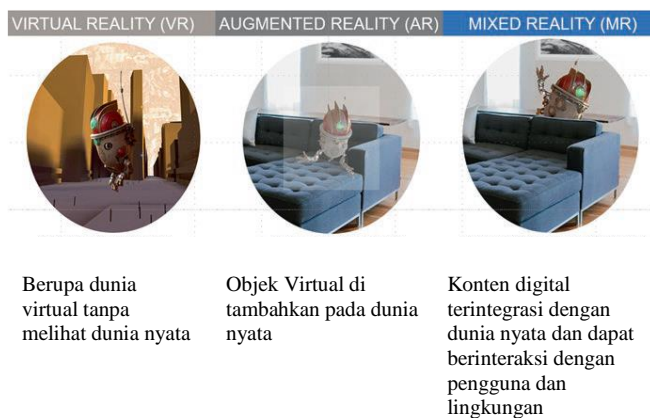 VIRTUAL REALITY (VR)
AUGMENTED REALITY (AR)
MIXED REALITY (MR)
Berupa dunia
virtual tanpa
melihat dunia nyata
Objek Virtual di
tambahkan pada dunia
nyata
Konten digital
terintegrasi dengan
dunia nyata dan dapat
berinteraksi dengan
pengguna dan
lingkungan